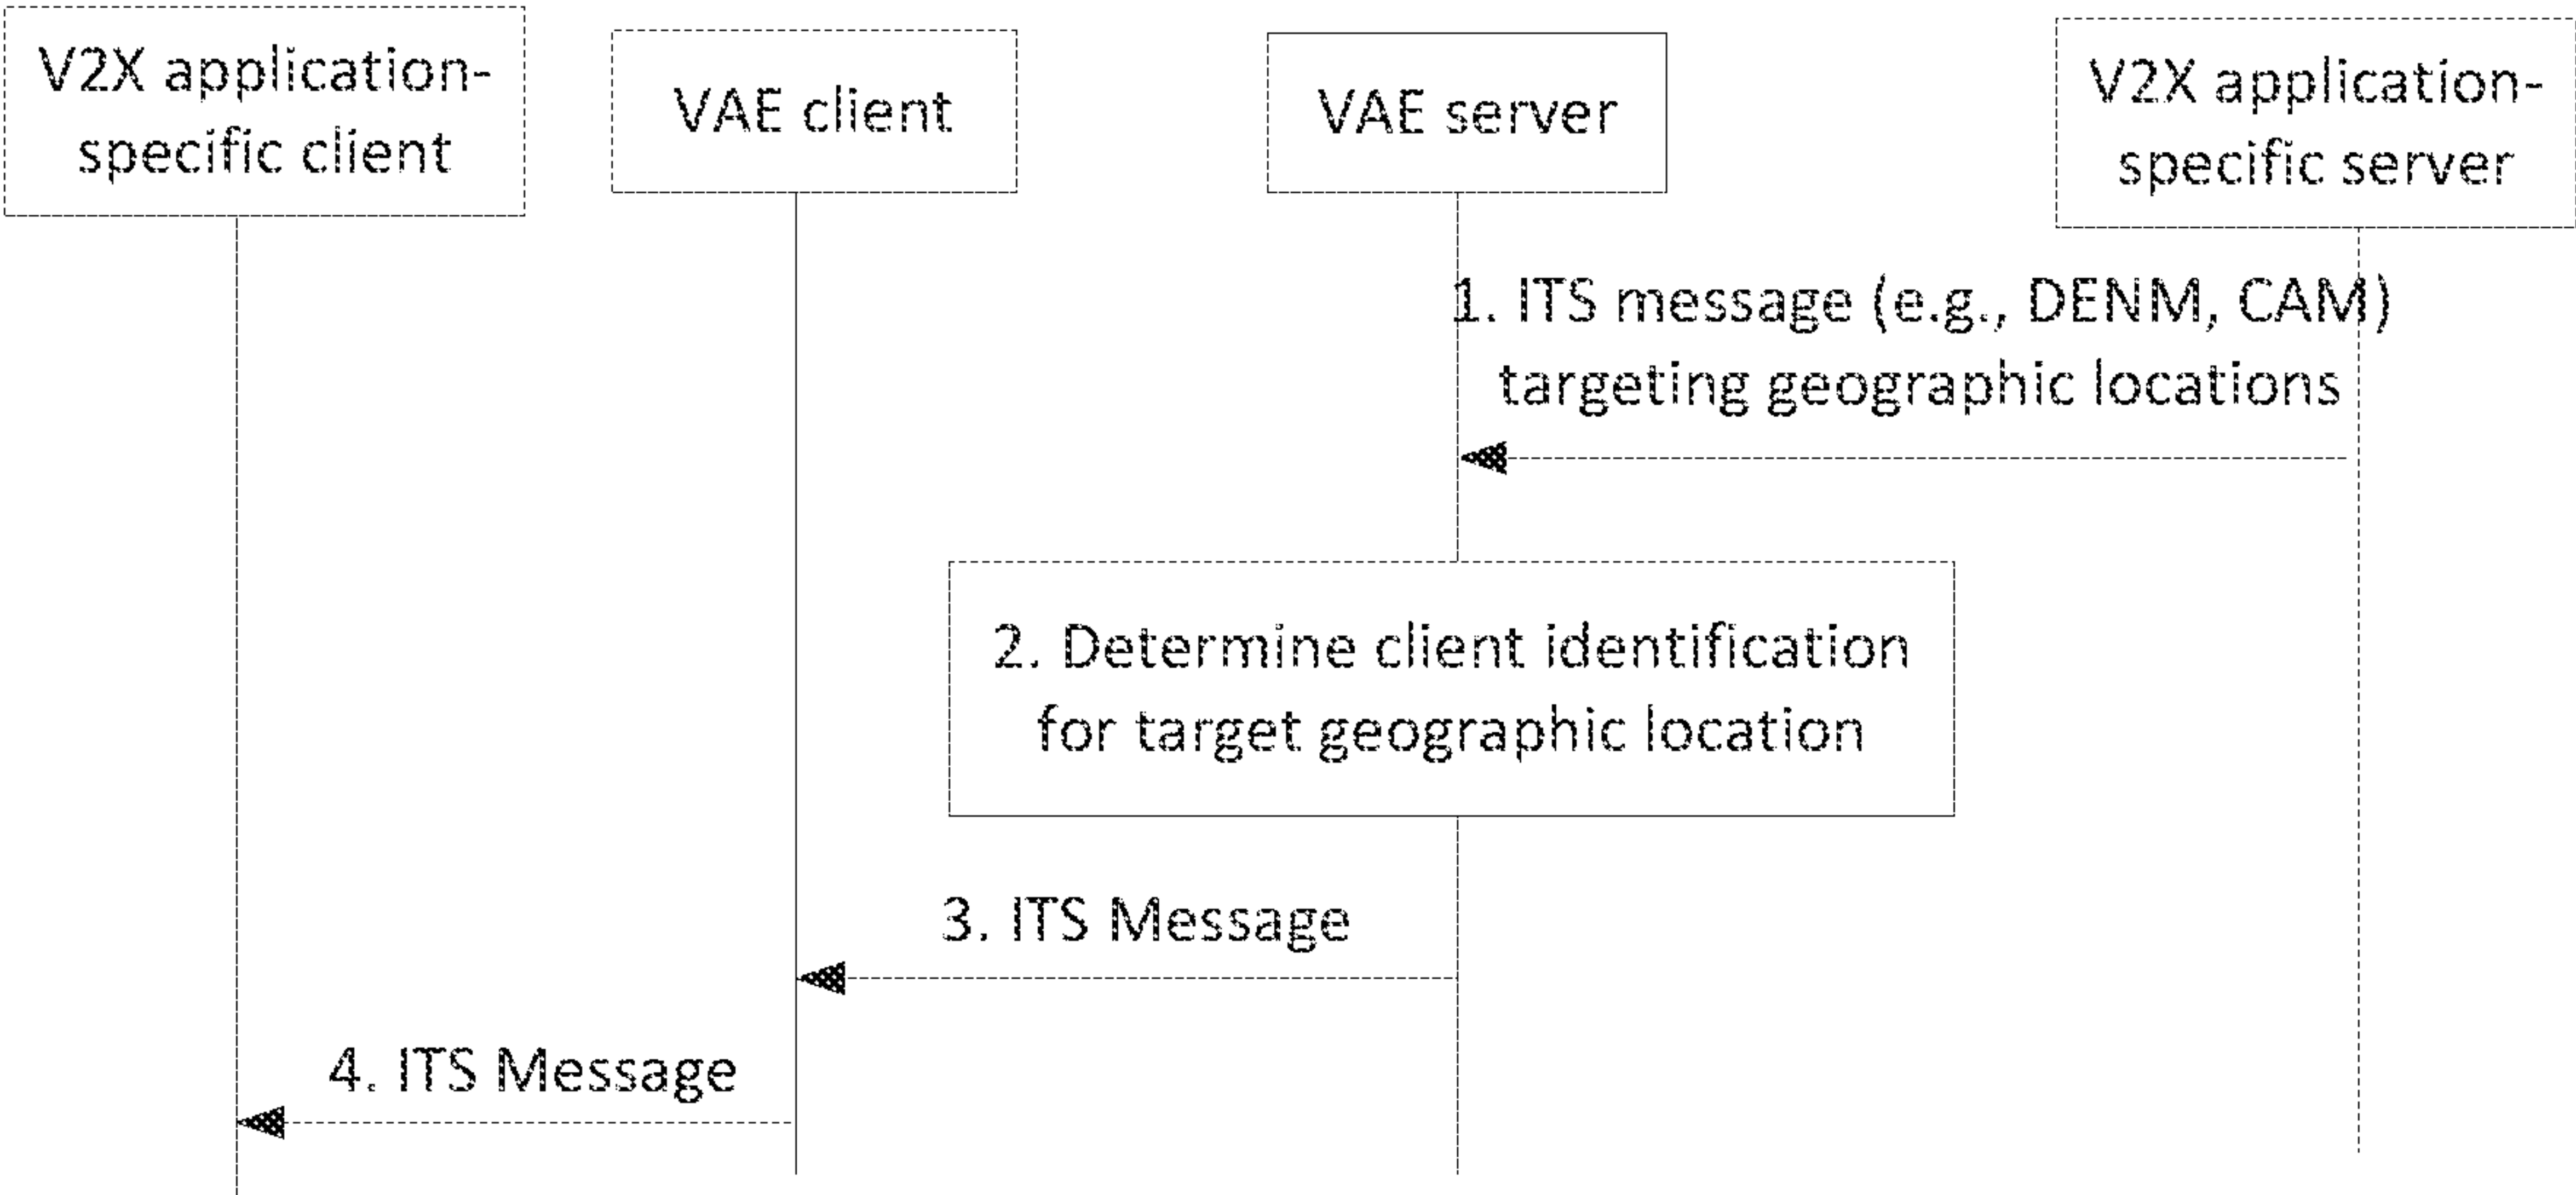 V2X application-
specific client
VAE client
VAE server
V2X application-
specific server
1. ITS message (e.g., DENM, CAM)
targeting geographic locations
2. Determine client identification
for target geographic location
3. ITS Message
4. ITS Message